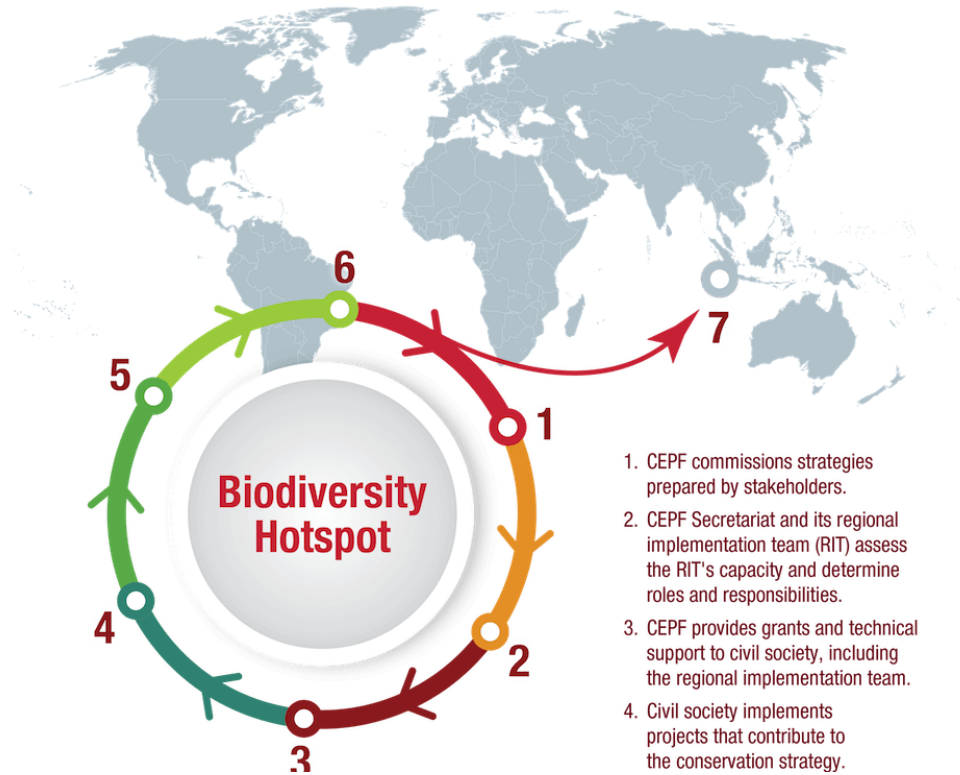 6
7
5
1
Biodiversity
Hotspot
4
2
3
1. CEPF commissions strategies
prepared by stakeholders.
2. CEPF Secretariat and its regional
implementation team (RIT) assess
the RIT's capacity and determine
roles and responsibilities.
3. CEPF provides grants and technical
support to civil society, including
the regional implementation team.
4. Civil society implements
projects that contribute to
the conservation strategy.